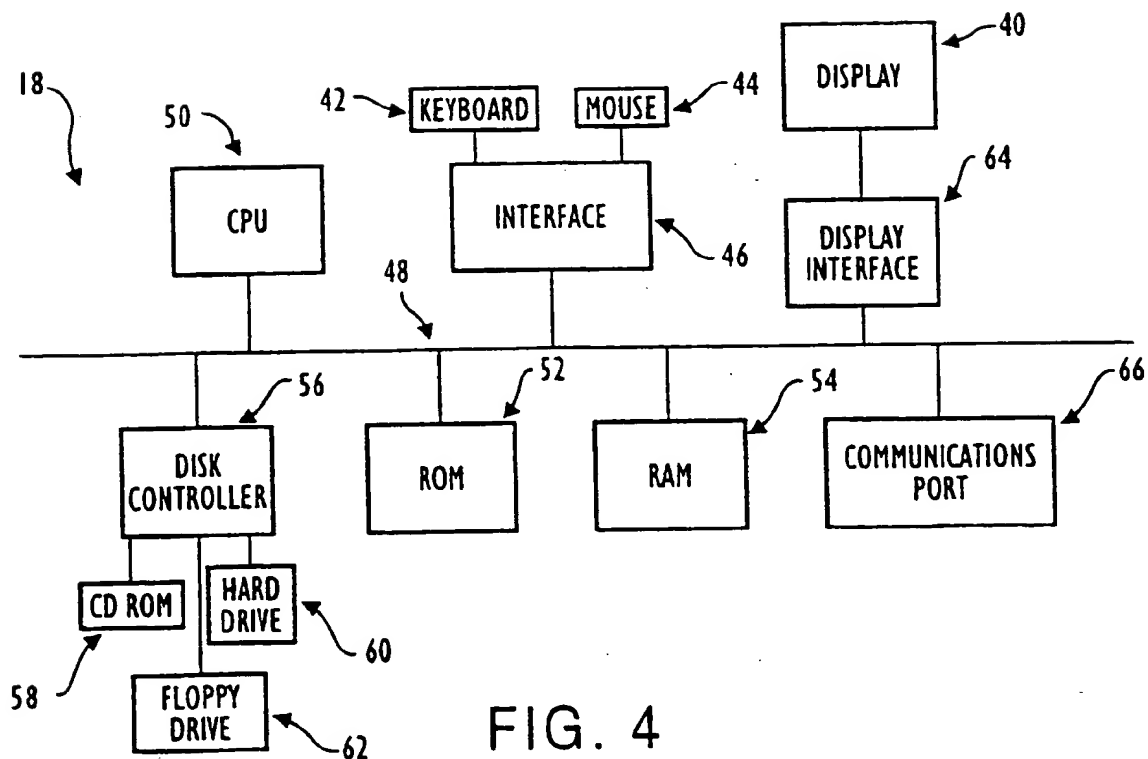 40
DISPLAY
18
42
KEYBOARD
MOUSE
44
50
64
CPU
INTERFACE
DISPLAY
INTERFACE
46
48
56
52
54
66
DISK
CONTROLLER
ROM
RAM
COMMUNICATIONS
PORT
CD ROM
HARD
DRIVE
60
58
FLOPPY
DRIVE
62
FIG. 4